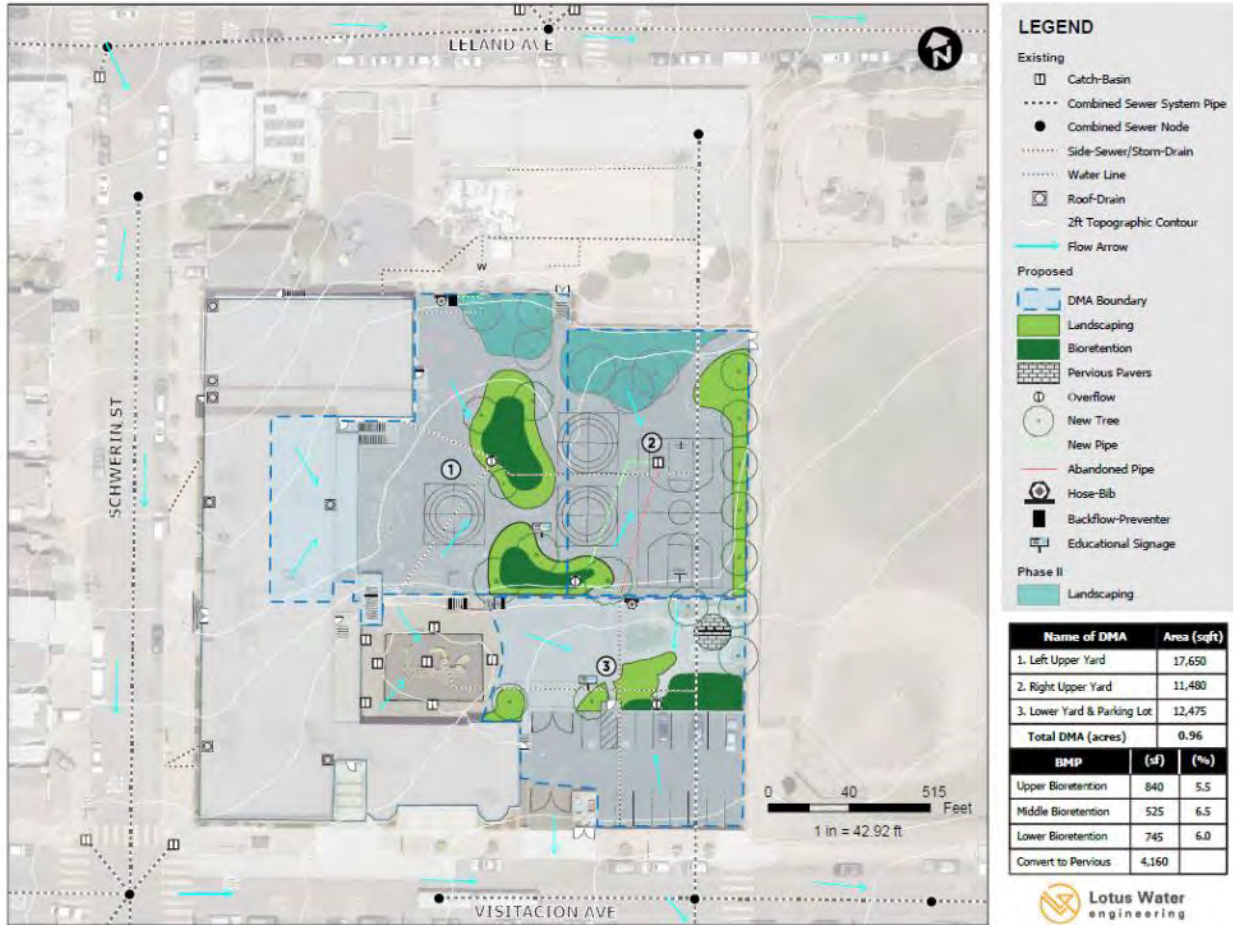 LELAND AVE
N
W
SCHWERIN ST
1
2
3
0 40 515
Feet
1 in = 42.92 ft
VISITACION AVE
LEGEND
Existing
Catch-Basin
Combined Sewer System Pipe
Combined Sewer Node
Side-Sewer/Storm-Drain
Water Line
Roof-Drain
2ft Topographic Contour
Flow Arrow
Proposed
DMA Boundary
Landscaping
Bioretention
Pervious Pavers
Overflow
New Tree
New Pipe
Abandoned Pipe
Hose-Bib
Backflow-Preventer
Educational Signage
Phase II
Landscaping
Name of DMA Area (sqft)
1. Left Upper Yard 17,650
2. Right Upper Yard 11,480
3. Lower Yard & Parking Lot 12,475
Total DMA (acres) 0.96
BMP (sf) (%)
Upper Bioretention 840 5.5
Middle Bioretention 525 6.5
Lower Bioretention 745 6.0
Convert to Pervious 4,160
Lotus Water
engineering